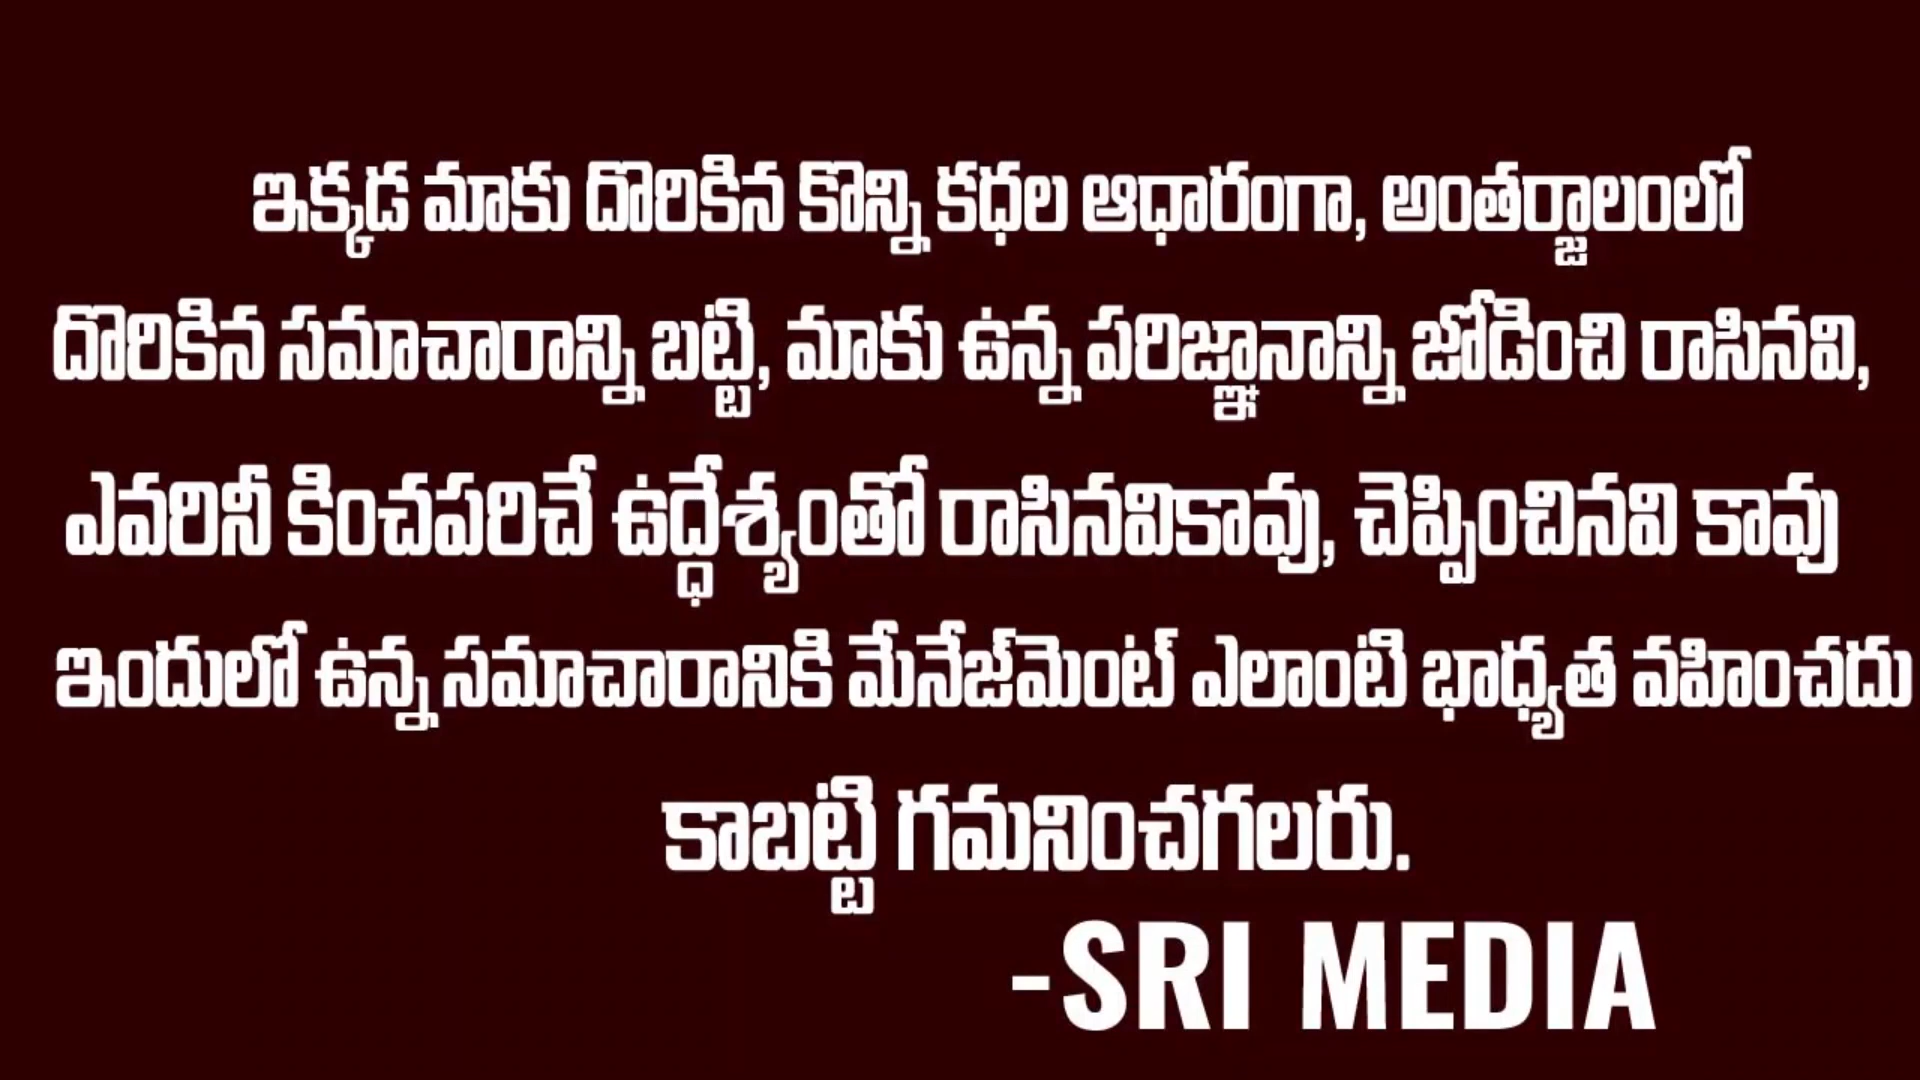 ఇక్కడ మాకు దొరికిన కొన్ని కధల ఆధారంగా, అంతర్జాలంలో
దొరికిన సమాచారాన్ని బట్టి, మాకు ఉన్న పరిజ్ఞానాన్ని జోడించి రాసినవి,
ఎవరినీ కించపరిచే ఉద్ధేశ్యంతో రాసినవికావు, చెప్పించినవి కావు
ఇందులో ఉన్న సమాచారానికి మేనేజ్‌మెంట్ ఎలాంటి భాధ్యత వహించదు
కాబట్టి గమనించగలరు.
-SRI MEDIA